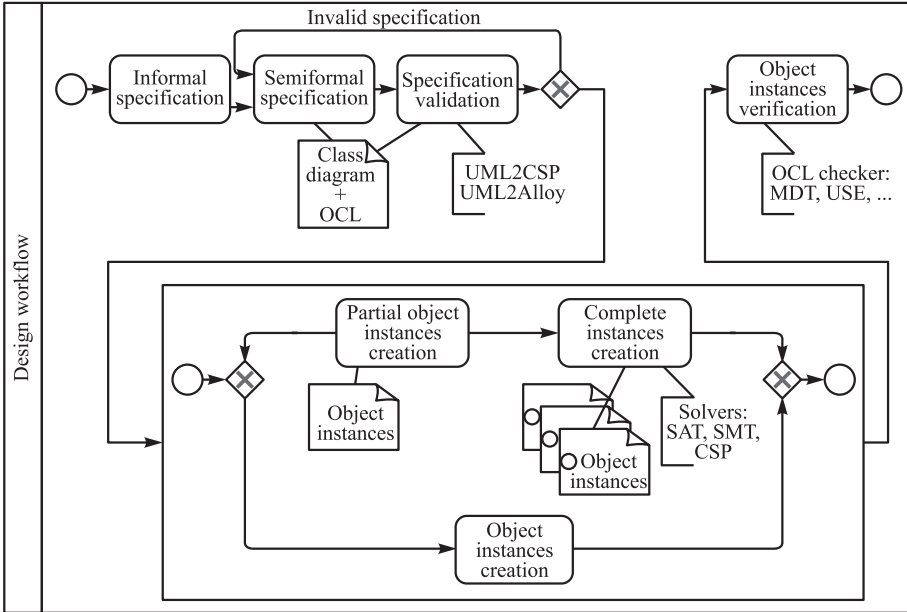 Design workflow
Invalid specification
Informal
specification
Semiformal
specification
Specification
validation
Object
instances
verification
Class
diagram
+
OCL
UML2CSP
UML2Alloy
OCL checker:
MDT, USE, ...
Partial object
instances
creation
Complete
instances
creation
Object
instances
Object
instances
Solvers:
SAT, SMT,
CSP
Object
instances
creation